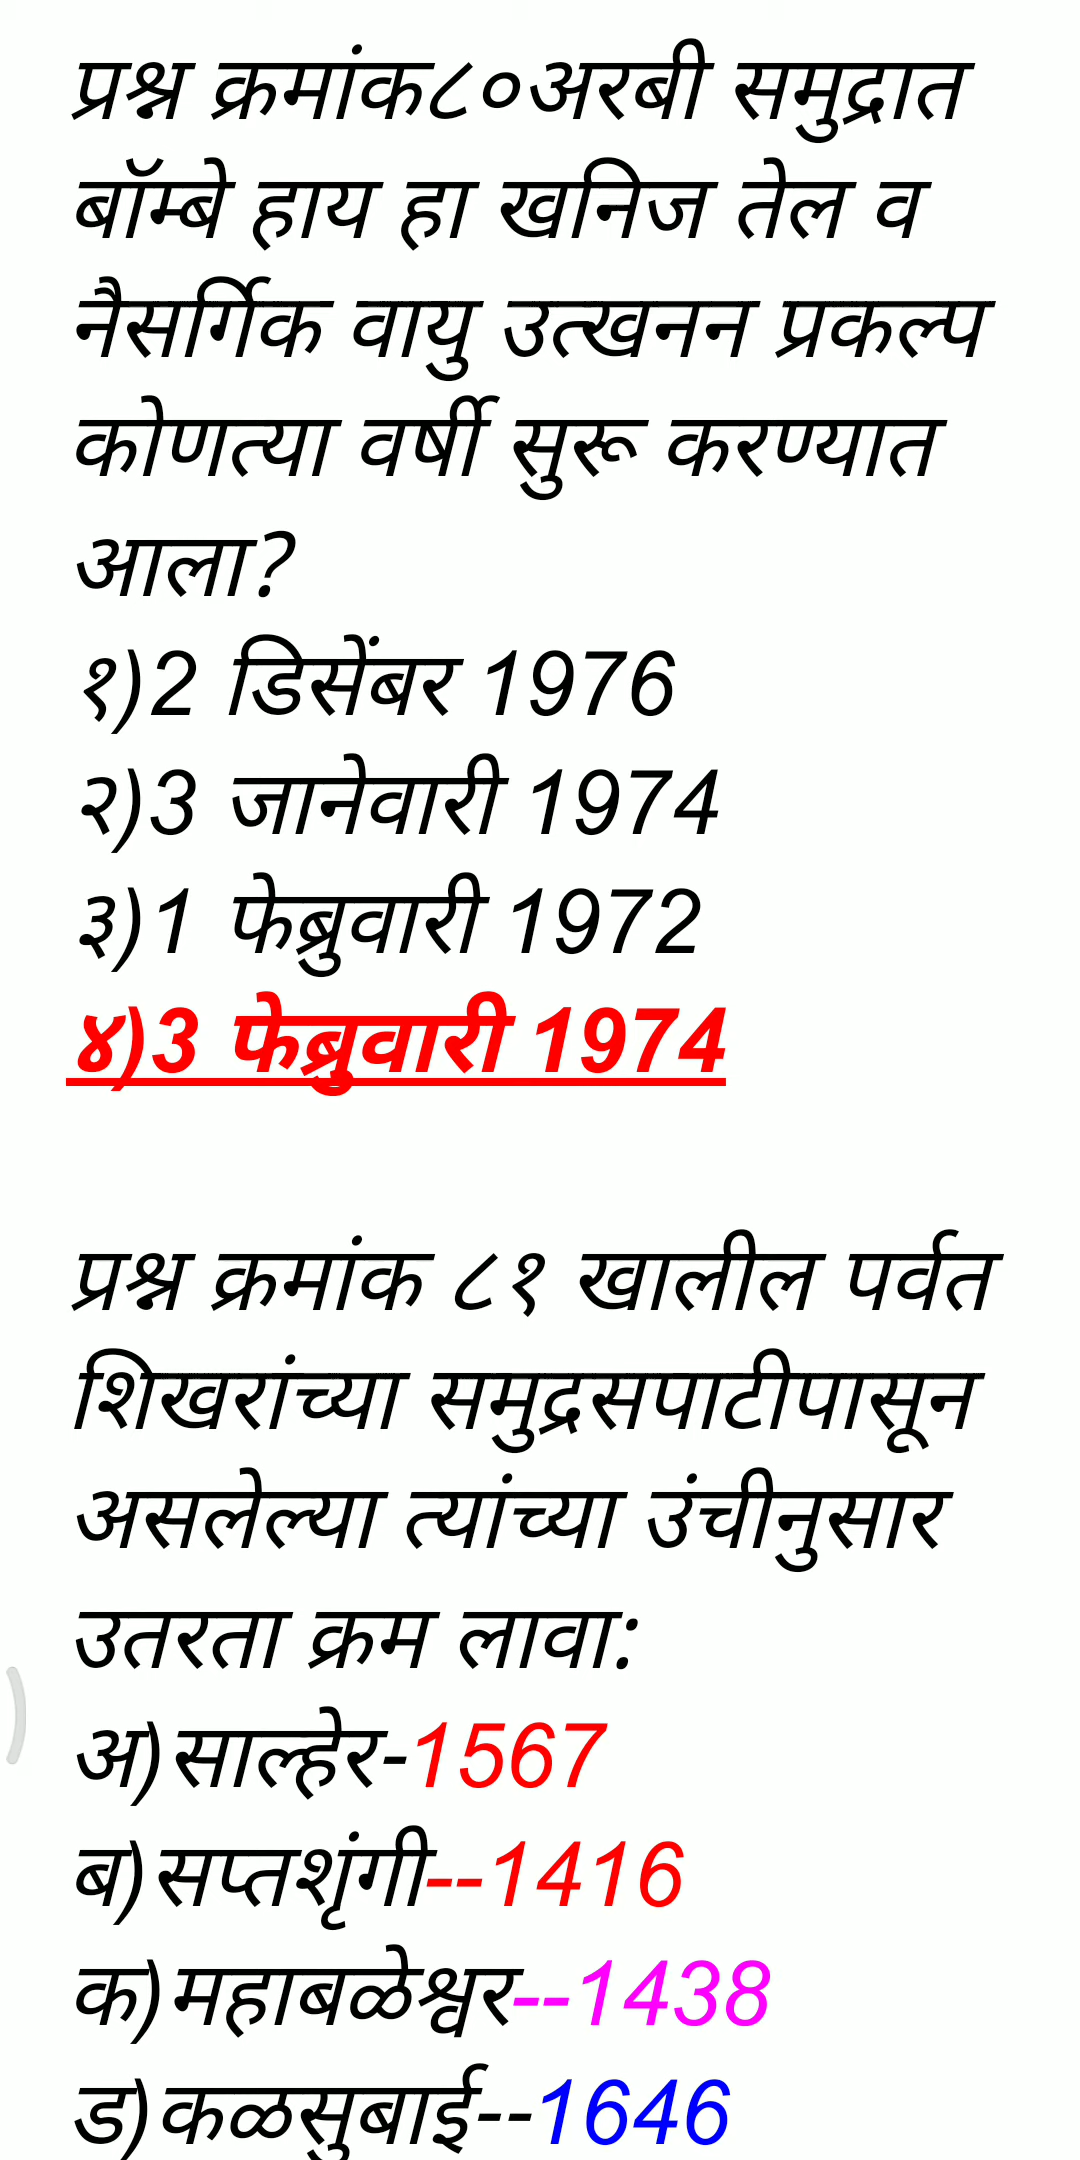 प्रश्न क्रमांक८०अरबी समुद्रात
बॉम्बे हाय हा खनिज तेल व
नैसर्गिक वायु उत्खनन प्रकल्प
कोणत्या वर्षी सुरू करण्यात
आला?
१)2 डिसेंबर 1976
२)3 जानेवारी 1974
३)1 फेब्रुवारी 1972
४)3 फेब्रुवारी 1974
प्रश्न क्रमांक ८१ खालील पर्वत
शिखरांच्या समुद्रसपाटीपासून
असलेल्या त्यांच्या उंचीनुसार
उतरता क्रम लावा:
अ)साल्हेर-1567
ब)सप्तशृंगी--1416
क)महाबळेश्वर--1438
ड)कळसुबाई--1646